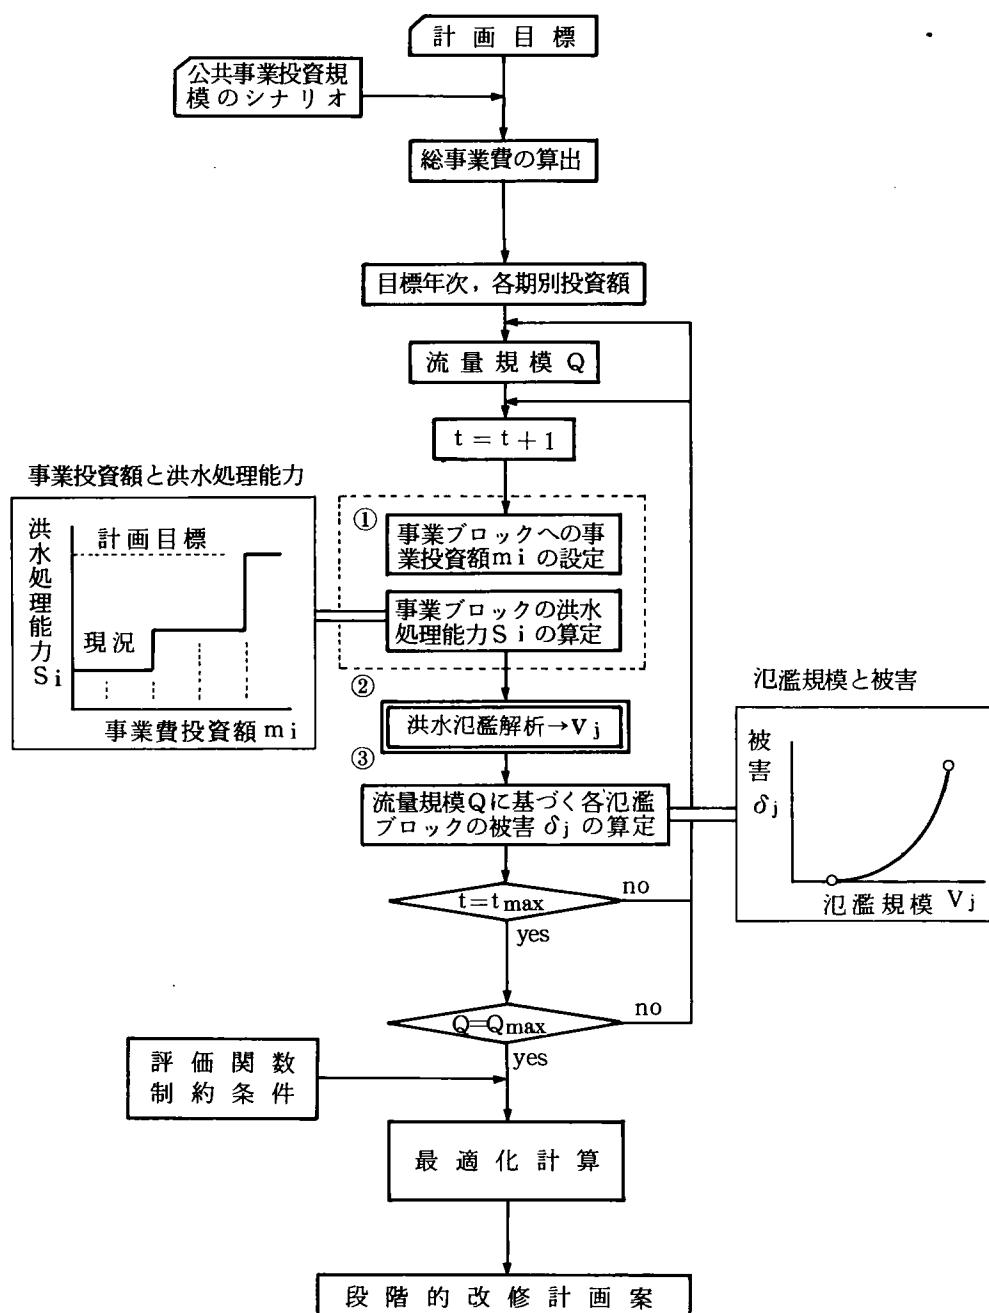 計画目標
公共事業投資規
模のシナリオ
総事業費の算出
目標年次，各期別投資額
流量規模 Q
t = t + 1
事業投資額と洪水処理能力
洪水処理能力 Si
計画目標
現況
事業費投資額 mi
①
事業ブロックへの事
業投資額 mi の設定
事業ブロックの洪水
処理能力 Si の算定
②
洪水氾濫解析→Vj
③
流量規模Qに基づく各氾濫
ブロックの被害 δj の算定
氾濫規模と被害
被害 δj
氾濫規模 Vj
t=tmax
no
yes
Q=Qmax
no
yes
評価関数
制約条件
最適化計算
段階的改修計画案